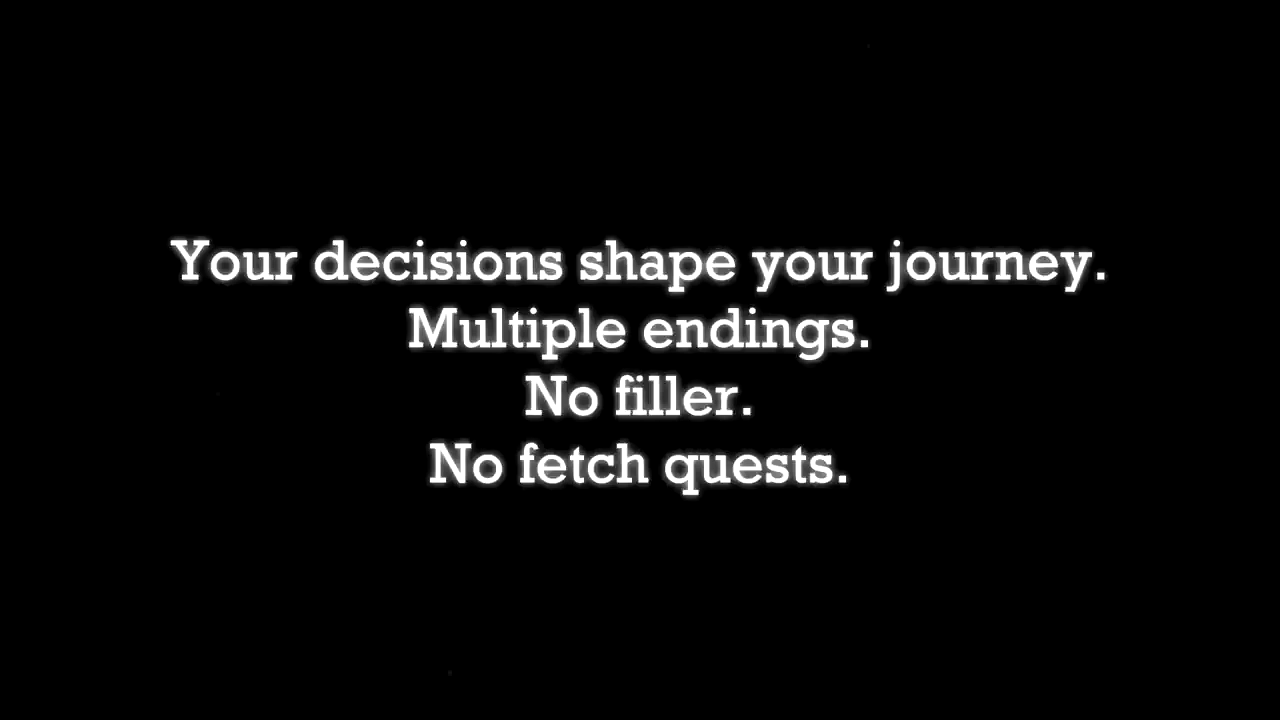 Your decisions shape your journey.
Multiple endings.
No filler.
No fetch quests.